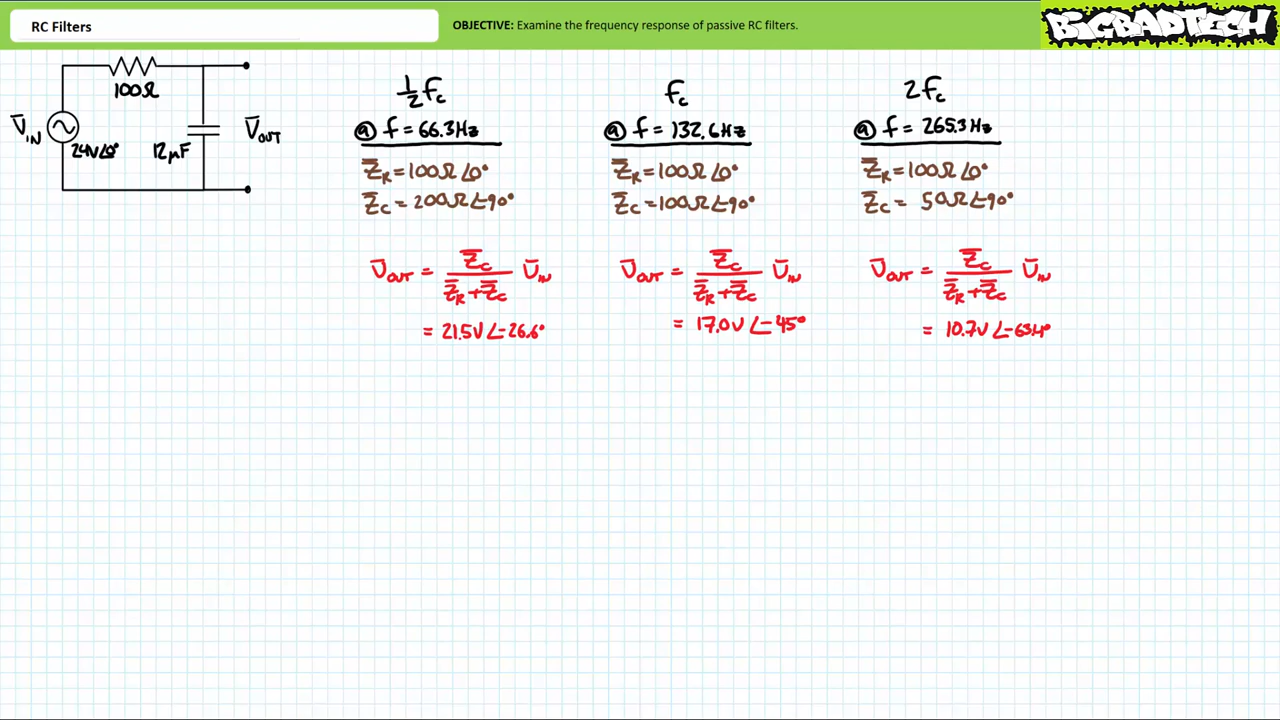 RC Filters
OBJECTIVE: Examine the frequency response of passive RC filters.
BIGBADTECH
100Ω
V̄IN
24V∠0°
12μF
V̄OUT
½fc
@ f = 66.3Hz
Z̄R = 100Ω∠0°
Z̄C = 200Ω∠-90°
V̄OUT = Z̄C / (Z̄R + Z̄C) V̄IN
= 21.5V∠-26.6°
fc
@ f = 132.6Hz
Z̄R = 100Ω∠0°
Z̄C = 100Ω∠-90°
V̄OUT = Z̄C / (Z̄R + Z̄C) V̄IN
= 17.0V∠-45°
2fc
@ f = 265.3Hz
Z̄R = 100Ω∠0°
Z̄C = 50Ω∠-90°
V̄OUT = Z̄C / (Z̄R + Z̄C) V̄IN
= 10.7V∠-63.4°